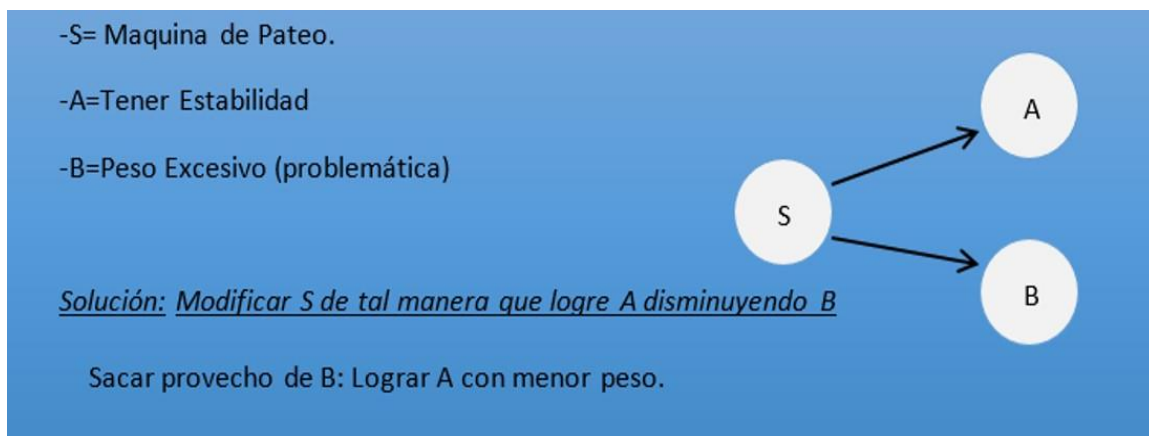 -S= Maquina de Pateo.
-A=Tener Estabilidad
-B=Peso Excesivo (problemática)
Solución: Modificar S de tal manera que logre A disminuyendo B
Sacar provecho de B: Lograr A con menor peso.
A
S
B